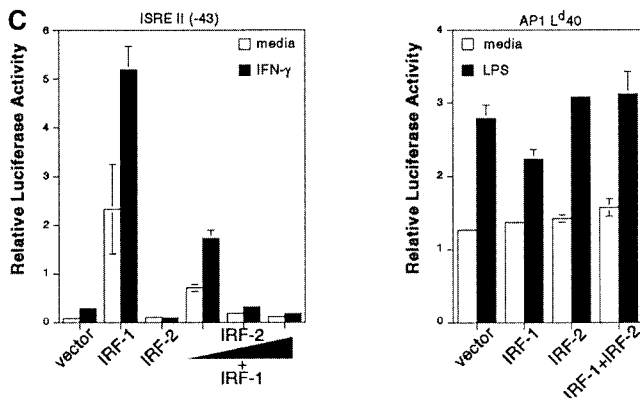 C
ISRE II (-43)
media
IFN-γ
Relative Luciferase Activity
6
5
4
3
2
1
0
vector
IRF-1
IRF-2
IRF-2
+
IRF-1
AP1 Lᵈ40
media
LPS
Relative Luciferase Activity
4
3
2
1
0
vector
IRF-1
IRF-2
IRF-1+IRF-2